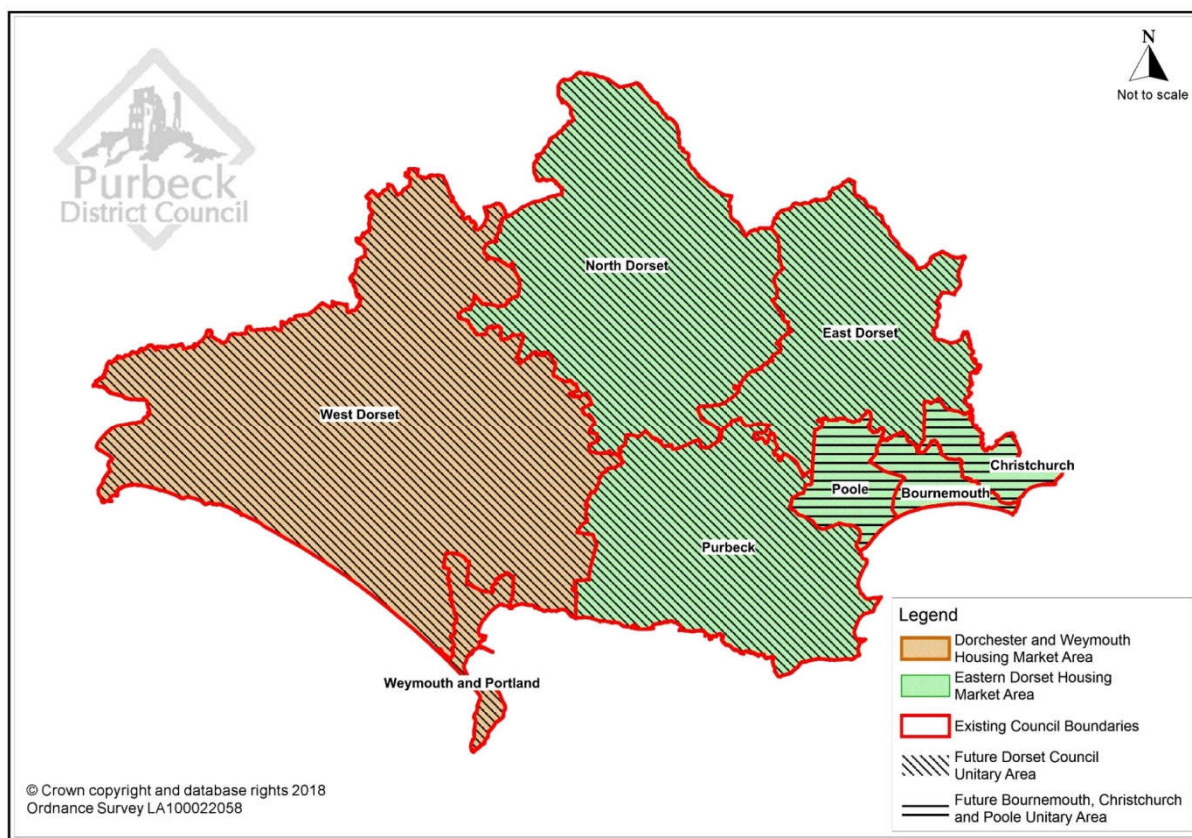 N
Not to scale
Purbeck
District Council
North Dorset
East Dorset
West Dorset
Christchurch
Poole
Bournemouth
Purbeck
Weymouth and Portland
Legend
Dorchester and Weymouth
Housing Market Area
Eastern Dorset Housing
Market Area
Existing Council Boundaries
Future Dorset Council
Unitary Area
Future Bournemouth, Christchurch
and Poole Unitary Area
© Crown copyright and database rights 2018
Ordnance Survey LA100022058